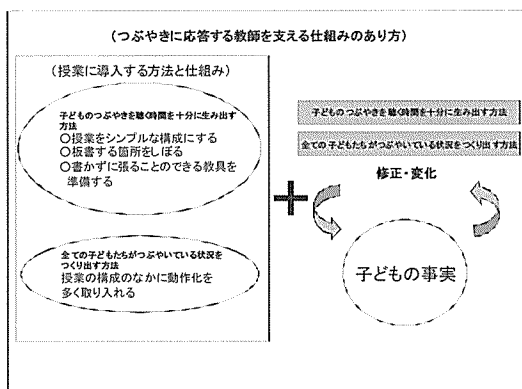 （つぶやきに応答する教師を支える仕組みのあり方）
（授業に導入する方法と仕組み）
子どものつぶやきを聴く時間を十分に生み出す
方法
○授業をシンプルな構成にする
○板書する箇所をしぼる
○書かずに張ることのできる教具を
準備する
全ての子どもたちがつぶやいている状況を
つくり出す方法
授業の構成のなかに動作化を
多く取り入れる
子どものつぶやきを聴く時間を十分に生み出す方法
全ての子どもたちがつぶやいている状況をつくり出す方法
修正・変化
子どもの事実